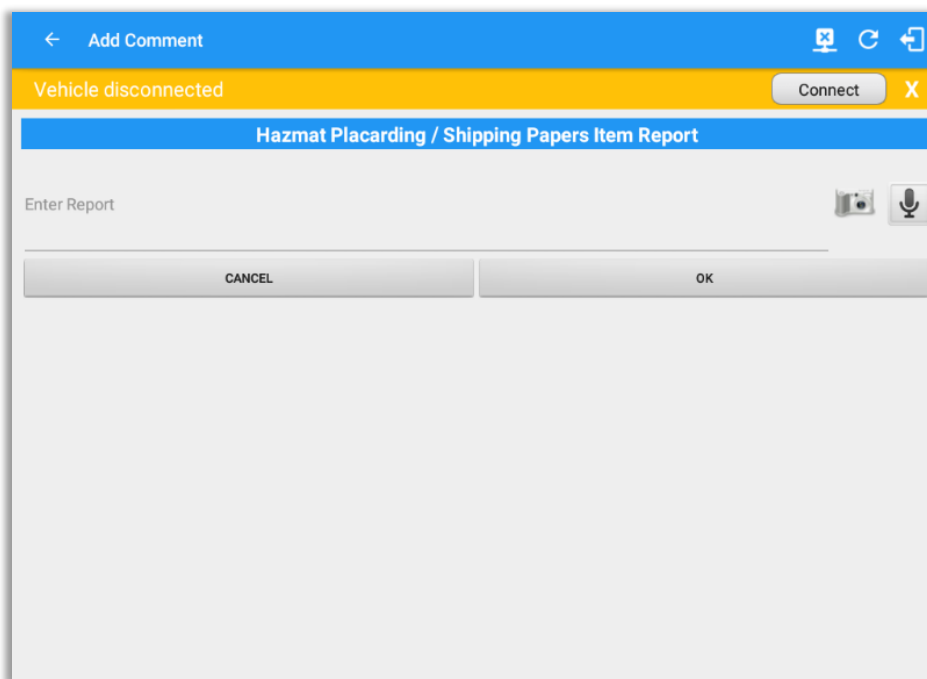 Add Comment
Vehicle disconnected Connect X
Hazmat Placarding / Shipping Papers Item Report
Enter Report
CANCEL OK